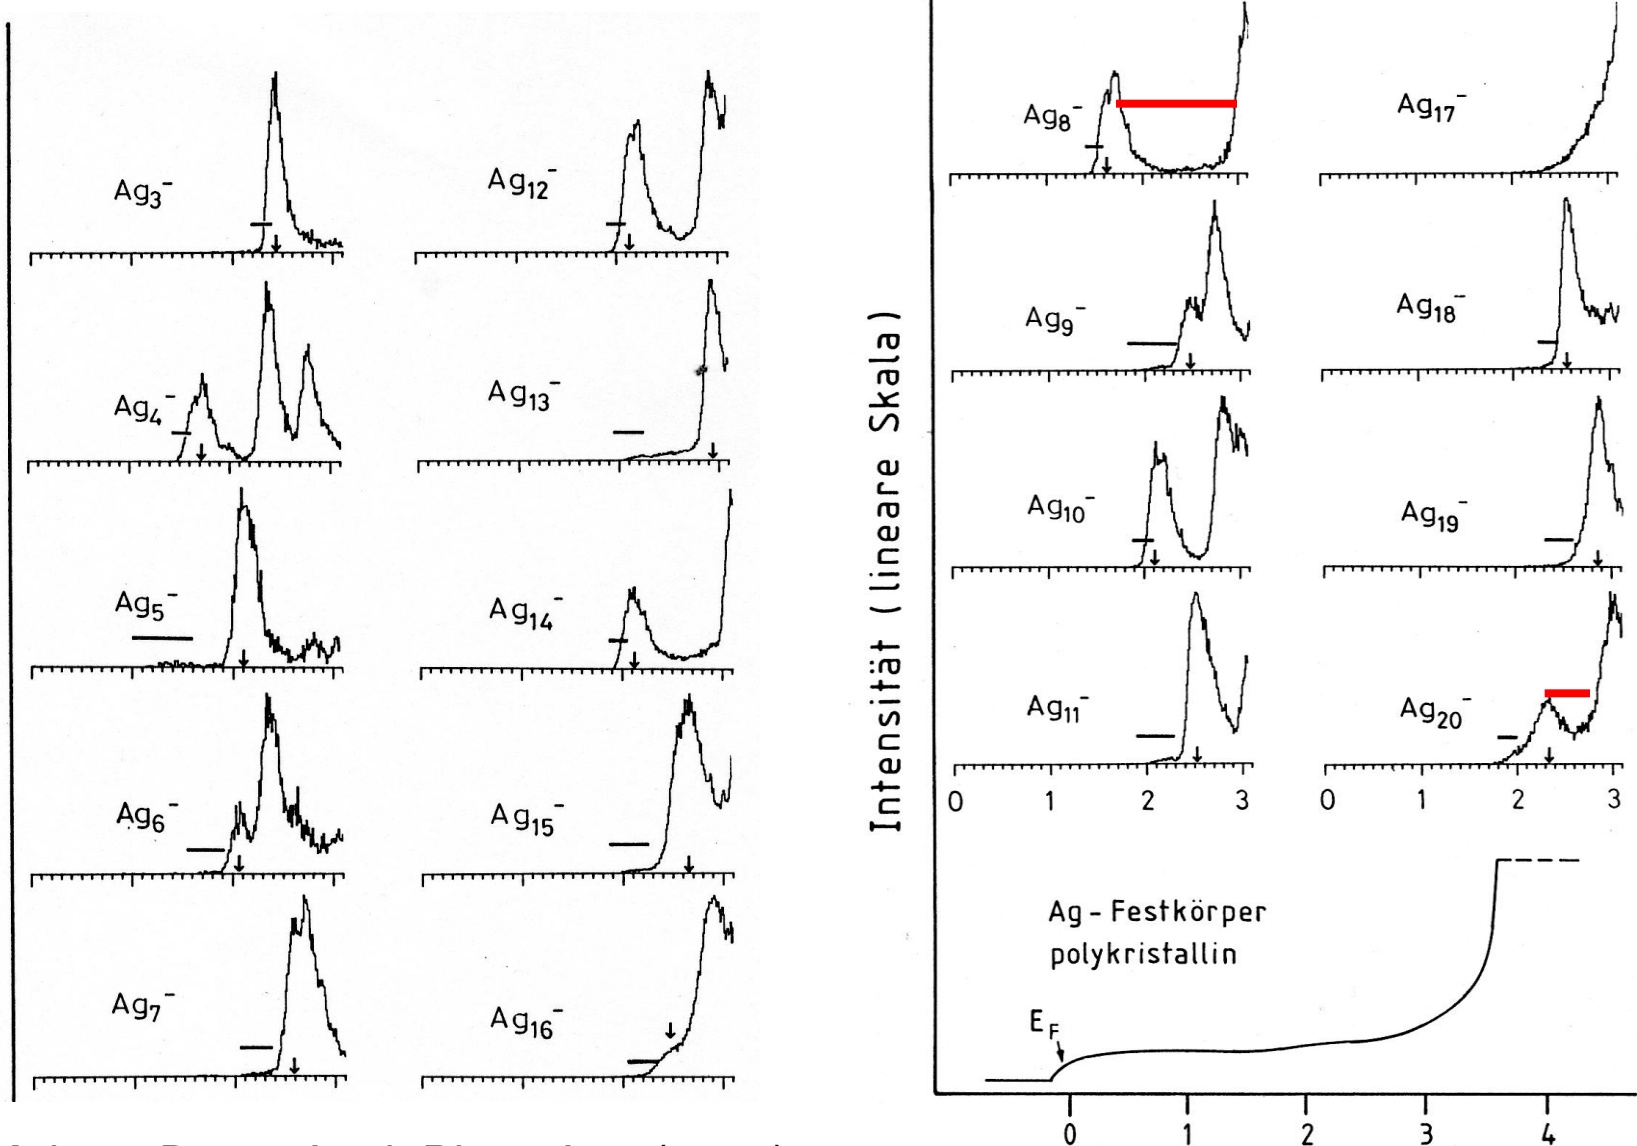 Ag3-
Ag4-
Ag5-
Ag6-
Ag7-
Ag12-
Ag13-
Ag14-
Ag15-
Ag16-
Intensität (lineare Skala)
Ag8-
Ag9-
Ag10-
Ag11-
0 1 2 3
Ag17-
Ag18-
Ag19-
Ag20-
0 1 2 3
Ag - Festkörper
polykristallin
EF
0 1 2 3 4